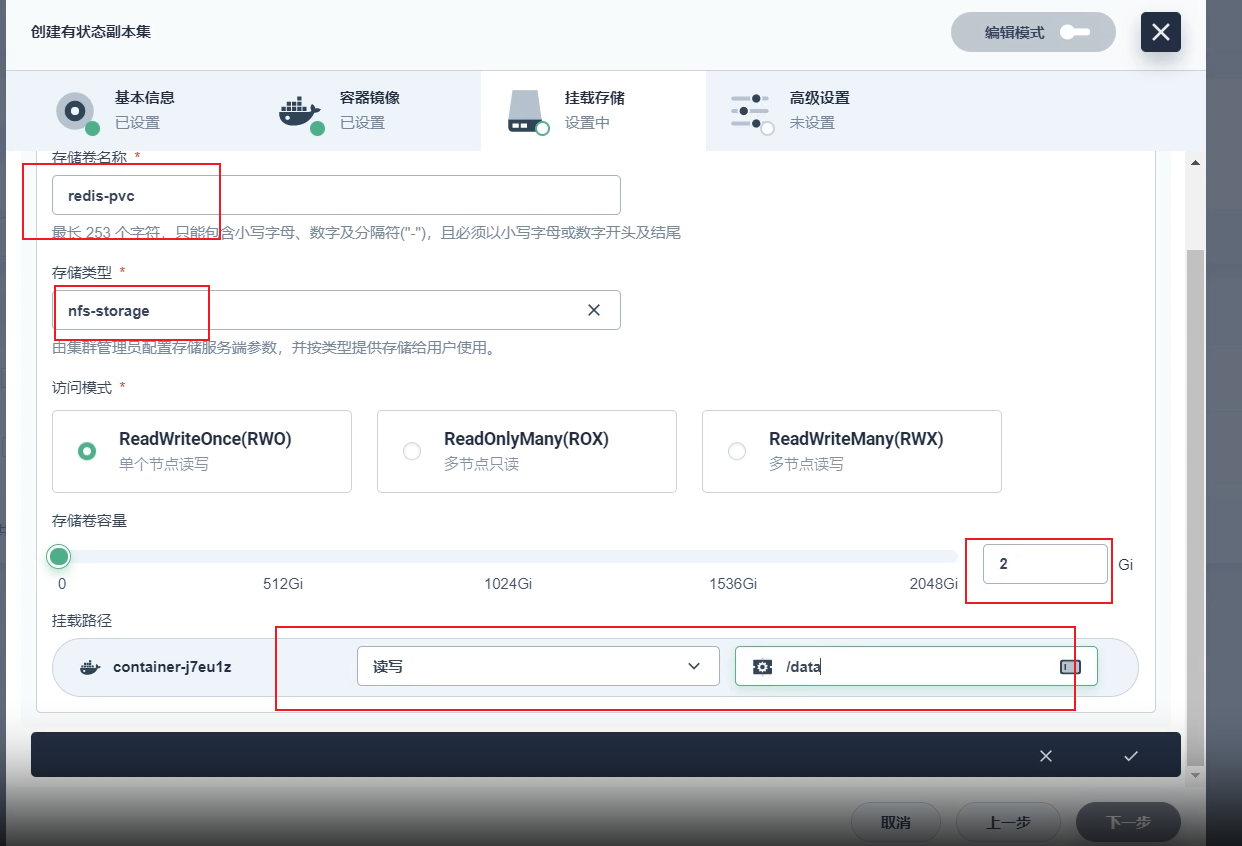 创建有状态副本集
编辑模式
基本信息
已设置
容器镜像
已设置
挂载存储
设置中
高级设置
未设置
存储卷名称 *
redis-pvc
最长 253 个字符，只能包含小写字母、数字及分隔符("-")，且必须以小写字母或数字开头及结尾
存储类型 *
nfs-storage
由集群管理员配置存储服务端参数，并按类型提供存储给用户使用。
访问模式 *
ReadWriteOnce(RWO)
单个节点读写
ReadOnlyMany(ROX)
多节点只读
ReadWriteMany(RWX)
多节点读写
存储卷容量
0 512Gi 1024Gi 1536Gi 2048Gi
2 Gi
挂载路径
container-j7eu1z 读写 /data
取消 上一步 下一步